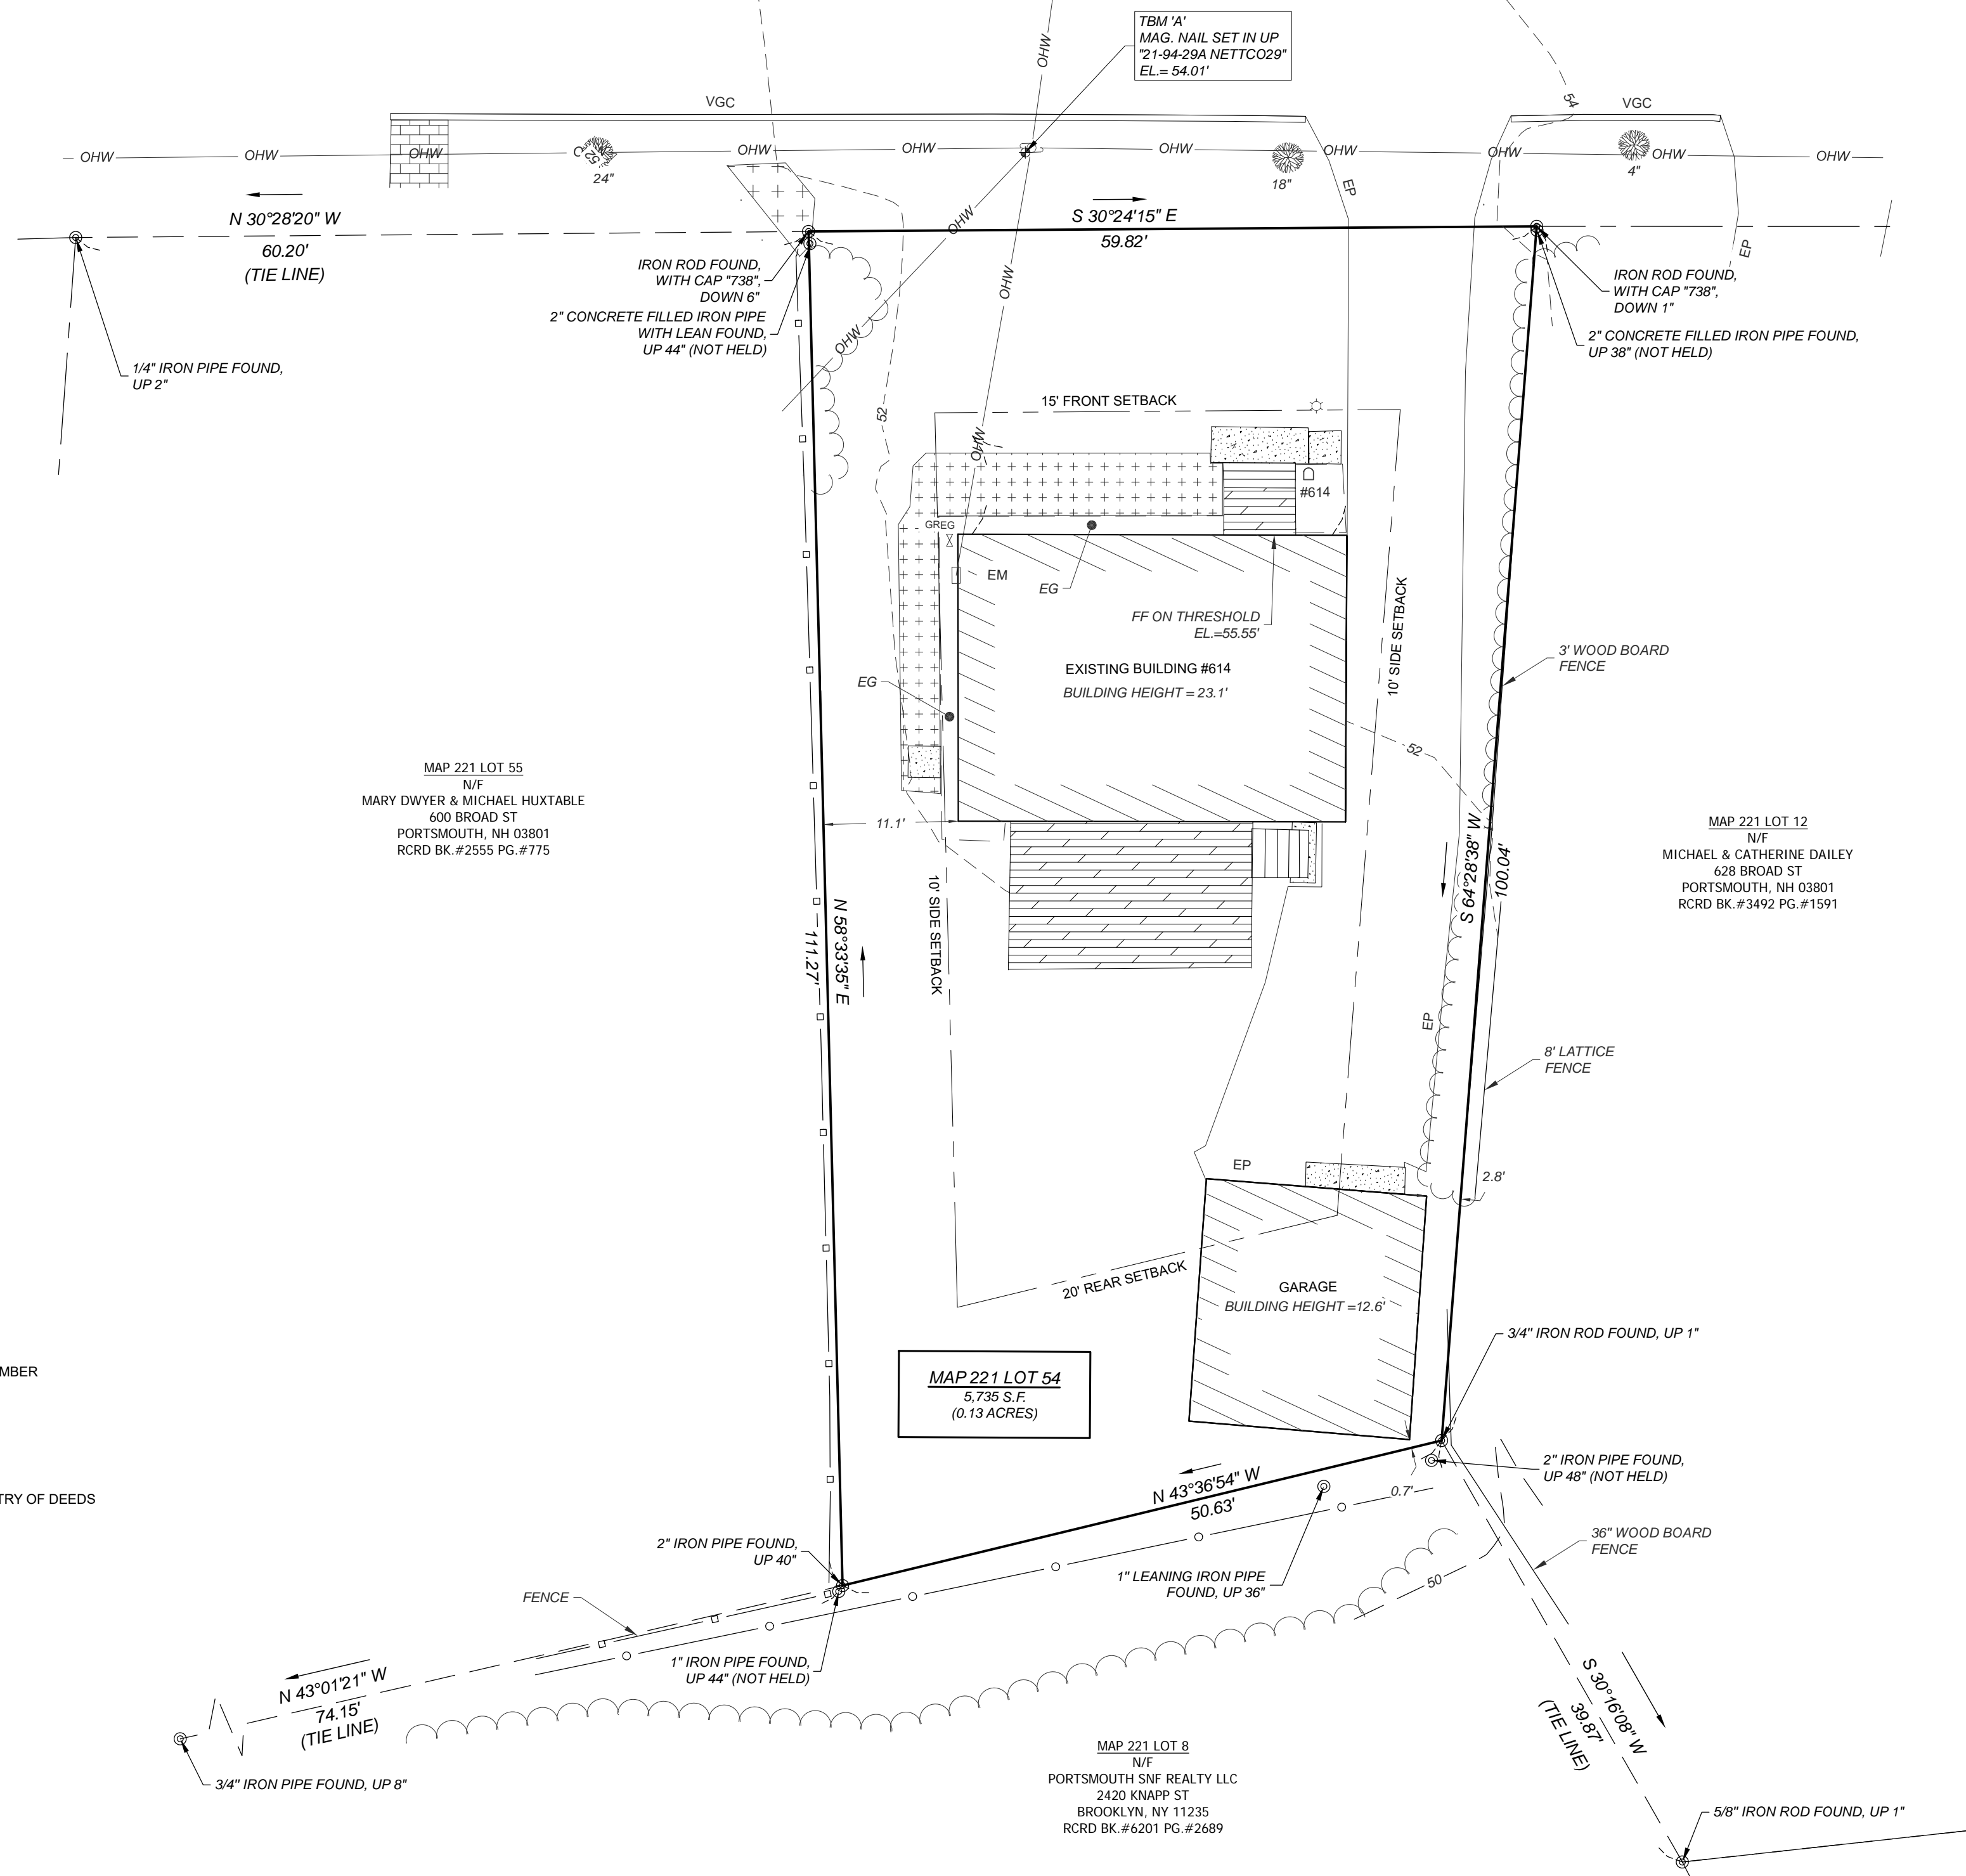 TBM 'A'
MAG. NAIL SET IN UP
"21-94-29A NETTCO29"
EL.= 54.01'
VGC
VGC
54
OHW
OHW
OHW
OHW
OHW
OHW
OHW
OHW
OHW
OHW
OHW
OHW
52
24"
18"
4"
EP
EP
N 30°28'20" W
60.20'
(TIE LINE)
S 30°24'15" E
59.82'
OHW
OHW
OHW
OHW
IRON ROD FOUND,
WITH CAP "738",
DOWN 6"
2" CONCRETE FILLED IRON PIPE
WITH LEAN FOUND,
UP 44" (NOT HELD)
IRON ROD FOUND,
WITH CAP "738",
DOWN 1"
2" CONCRETE FILLED IRON PIPE FOUND,
UP 38" (NOT HELD)
1/4" IRON PIPE FOUND,
UP 2"
15' FRONT SETBACK
52
#614
GREG
EM
EG
FF ON THRESHOLD
EL.=55.55'
EXISTING BUILDING #614
BUILDING HEIGHT = 23.1'
EG
10' SIDE SETBACK
3' WOOD BOARD
FENCE
52
MAP 221 LOT 55
N/F
MARY DWYER & MICHAEL HUXTABLE
600 BROAD ST
PORTSMOUTH, NH 03801
RCRD BK.#2555 PG.#775
11.1'
MAP 221 LOT 12
N/F
MICHAEL & CATHERINE DAILEY
628 BROAD ST
PORTSMOUTH, NH 03801
RCRD BK.#3492 PG.#1591
S 64°28'38" W
100.04'
N 58°33'35" E
111.27'
10' SIDE SETBACK
EP
8' LATTICE
FENCE
EP
2.8'
20' REAR SETBACK
GARAGE
BUILDING HEIGHT =12.6'
3/4" IRON ROD FOUND, UP 1"
MAP 221 LOT 54
5,735 S.F.
(0.13 ACRES)
MBER
TRY OF DEEDS
N 43°36'54" W
50.63'
0.7'
2" IRON PIPE FOUND,
UP 48" (NOT HELD)
2" IRON PIPE FOUND,
UP 40"
36" WOOD BOARD
FENCE
1" LEANING IRON PIPE
FOUND, UP 36"
50
FENCE
1" IRON PIPE FOUND,
UP 44" (NOT HELD)
N 43°01'21" W
74.15'
(TIE LINE)
S 30°16'08" W
39.87'
(TIE LINE)
3/4" IRON PIPE FOUND, UP 8"
MAP 221 LOT 8
N/F
PORTSMOUTH SNF REALTY LLC
2420 KNAPP ST
BROOKLYN, NY 11235
RCRD BK.#6201 PG.#2689
5/8" IRON ROD FOUND, UP 1"